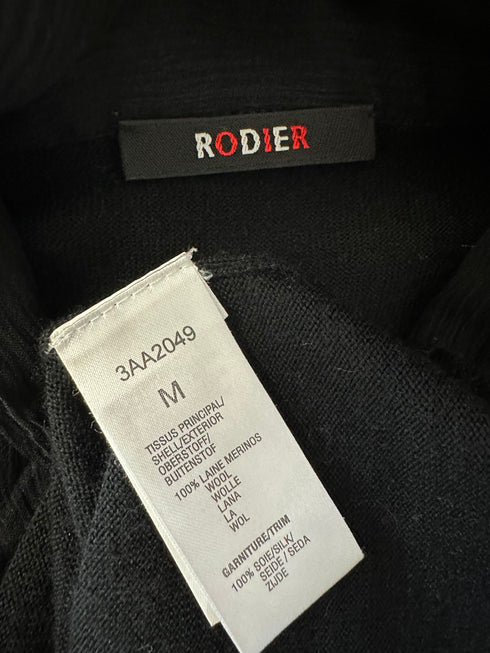 RODIER
3AA2049
M
TISSUS PRINCIPAL/
SHELL/EXTERIOR
OBERSTOFF/
BUITENSTOF
100% LAINE MERINOS
WOOL
WOLLE
LANA
LA
WOL
GARNITURE/TRIM
100% SOIE/SILK/
SEIDE / SEDA
ZIJDE